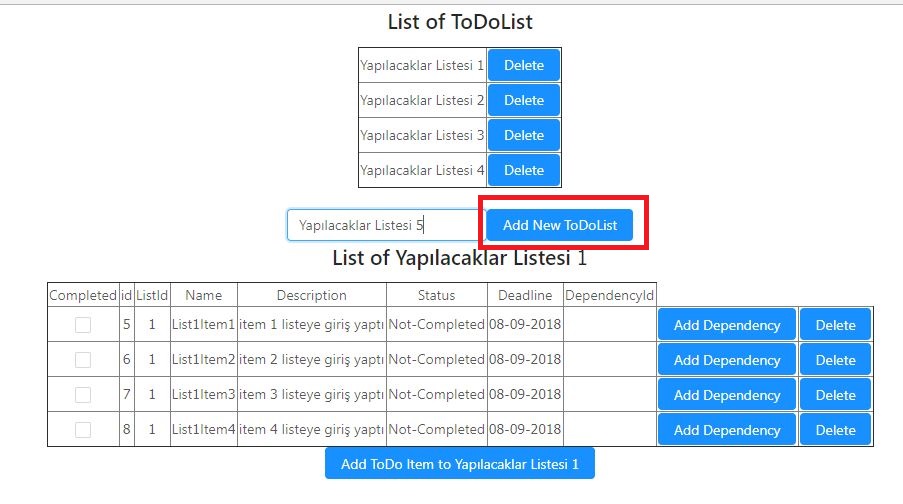 List of ToDoList
Yapılacaklar Listesi 1 Delete
Yapılacaklar Listesi 2 Delete
Yapılacaklar Listesi 3 Delete
Yapılacaklar Listesi 4 Delete
Yapılacaklar Listesi 5 Add New ToDoList
List of Yapılacaklar Listesi 1
Completed id ListId Name Description Status Deadline DependencyId
5 1 List1Item1 item 1 listeye giriş yaptı Not-Completed 08-09-2018 Add Dependency Delete
6 1 List1Item2 item 2 listeye giriş yaptı Not-Completed 08-09-2018 Add Dependency Delete
7 1 List1Item3 item 3 listeye giriş yaptı Not-Completed 08-09-2018 Add Dependency Delete
8 1 List1Item4 item 4 listeye giriş yaptı Not-Completed 08-09-2018 Add Dependency Delete
Add ToDo Item to Yapılacaklar Listesi 1